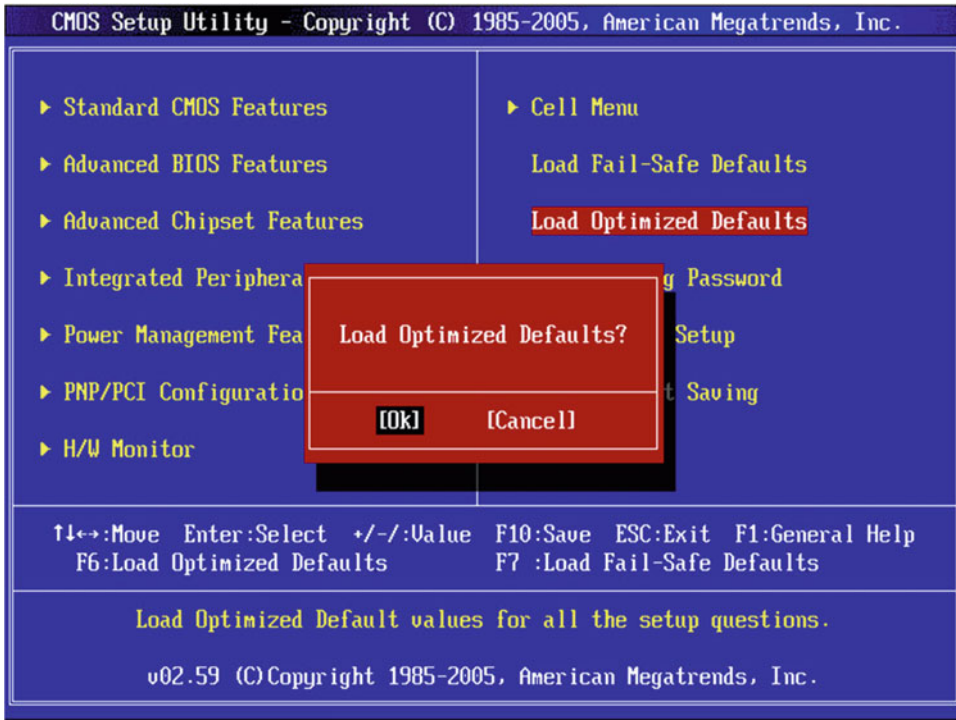 CMOS Setup Utility - Copyright (C) 1985-2005, American Megatrends, Inc.
▶ Standard CMOS Features
▶ Advanced BIOS Features
▶ Advanced Chipset Features
▶ Integrated Periphera
▶ Power Management Fea
▶ PNP/PCI Configuratio
▶ H/W Monitor
▶ Cell Menu
Load Fail-Safe Defaults
Load Optimized Defaults
g Password
Setup
t Saving
Load Optimized Defaults?
[Ok] [Cancel]
↑↓←→:Move Enter:Select +/-/:Value F10:Save ESC:Exit F1:General Help
F6:Load Optimized Defaults F7 :Load Fail-Safe Defaults
Load Optimized Default values for all the setup questions.
v02.59 (C)Copyright 1985-2005, American Megatrends, Inc.